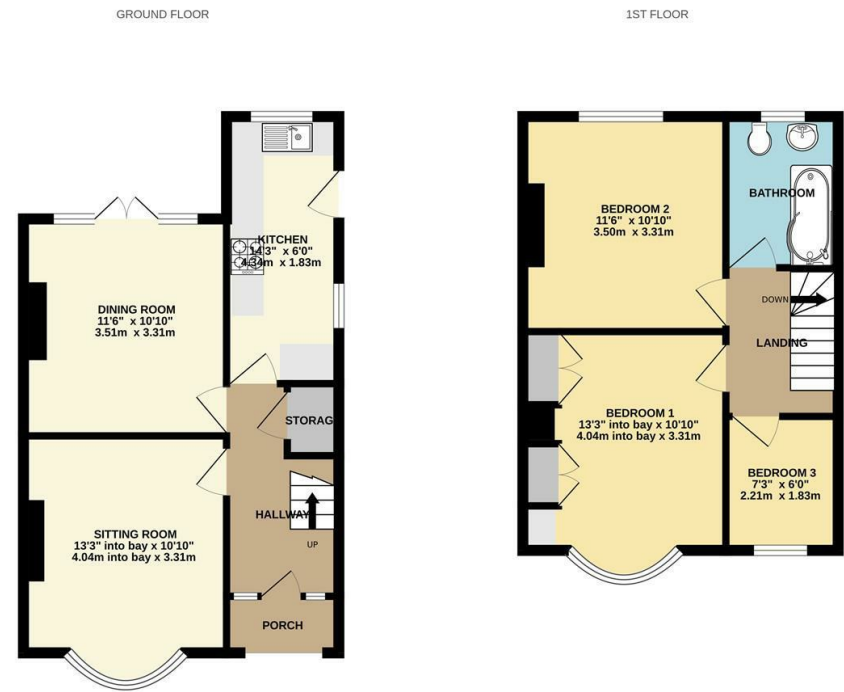 GROUND FLOOR
KITCHEN
14'3" x 6'0"
4.34m x 1.83m
DINING ROOM
11'6" x 10'10"
3.51m x 3.31m
STORAG
SITTING ROOM
13'3" into bay x 10'10"
4.04m into bay x 3.31m
HALLWAY
UP
PORCH
1ST FLOOR
BEDROOM 2
11'6" x 10'10"
3.50m x 3.31m
BATHROOM
DOWN
LANDING
BEDROOM 1
13'3" into bay x 10'10"
4.04m into bay x 3.31m
BEDROOM 3
7'3" x 6'0"
2.21m x 1.83m